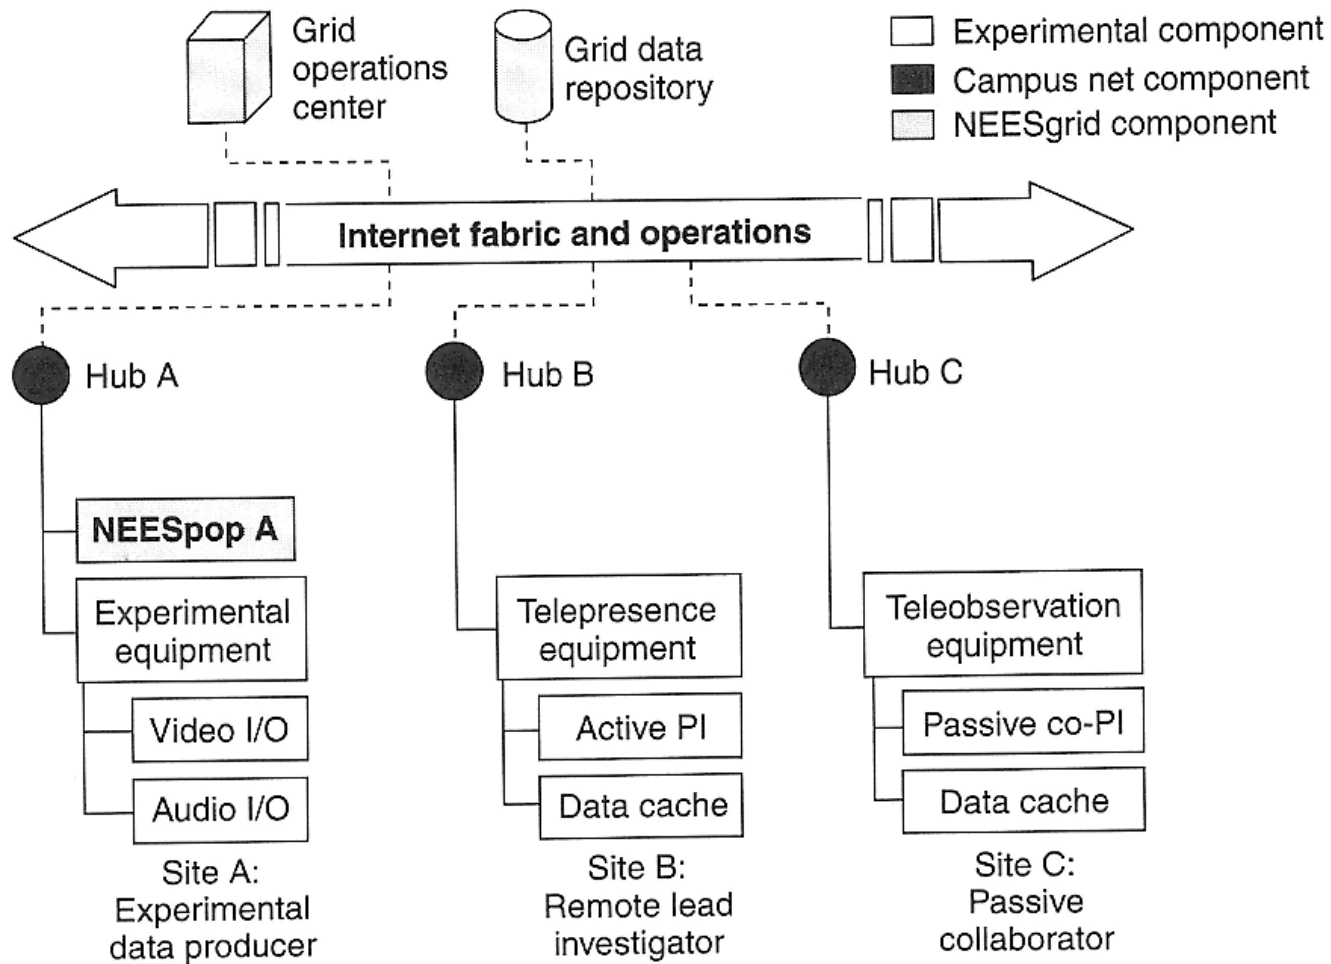 Grid
operations
center
Grid data
repository
Experimental component
Campus net component
NEESgrid component
Internet fabric and operations
Hub A
Hub B
Hub C
NEESpop A
Experimental
equipment
Video I/O
Audio I/O
Site A:
Experimental
data producer
Telepresence
equipment
Active PI
Data cache
Site B:
Remote lead
investigator
Teleobservation
equipment
Passive co-PI
Data cache
Site C:
Passive
collaborator